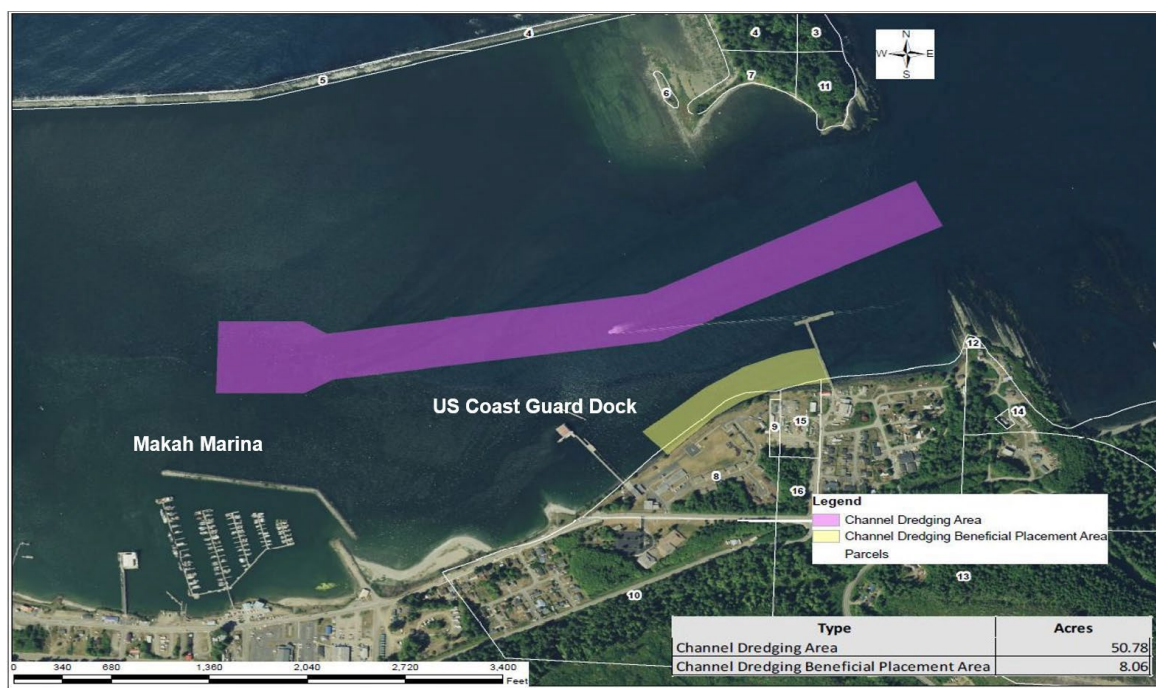 4
3
N
W E
S
5
7
6
11
US Coast Guard Dock
Makah Marina
12
14
9
15
8
16
Legend
Channel Dredging Area
Channel Dredging Beneficial Placement Area
Parcels
13
10
Type Acres
Channel Dredging Area 50.78
Channel Dredging Beneficial Placement Area 8.06
0 340 680 1,360 2,040 2,720 3,400
Feet
4